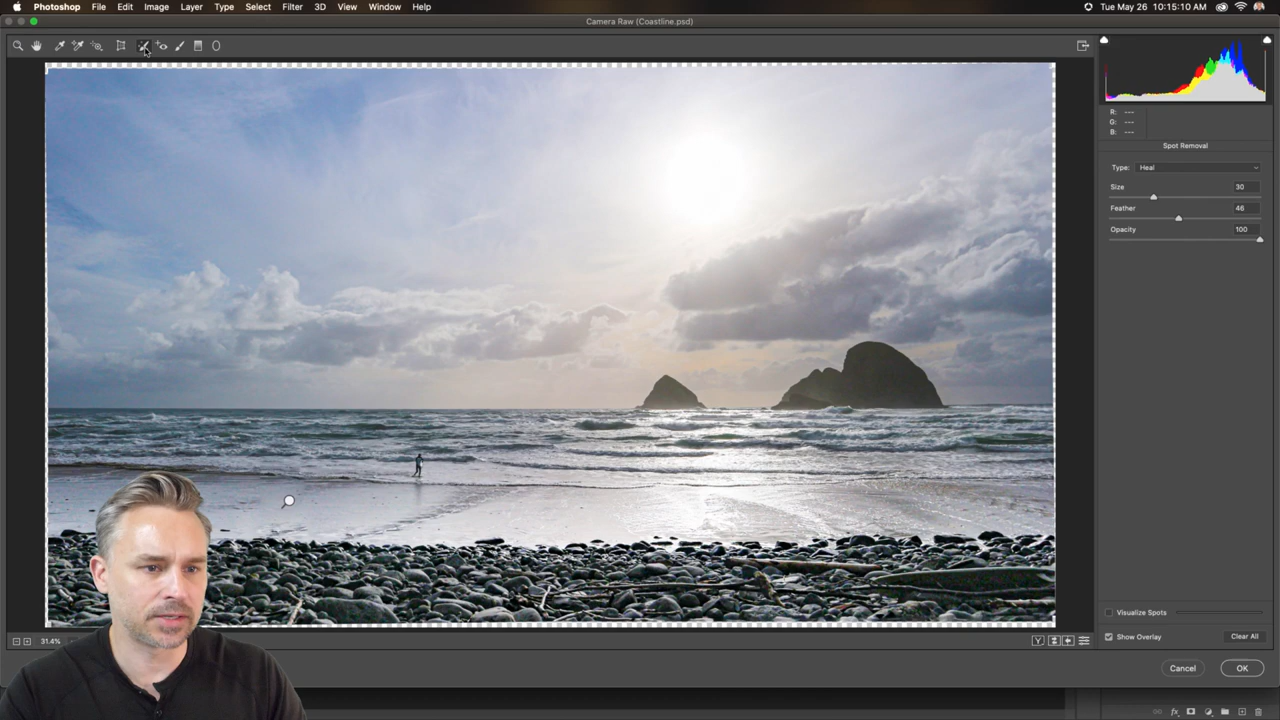 Photoshop File Edit Image Layer Type Select Filter 3D View Window Help
Tue May 26 10:15:10 AM
Camera Raw (Coastline.psd)
R: ---
G: ---
B: ---
Spot Removal
Type: Heal
Size 30
Feather 46
Opacity 100
Visualize Spots
31.4%
Y
Show Overlay Clear All
Cancel OK
fx